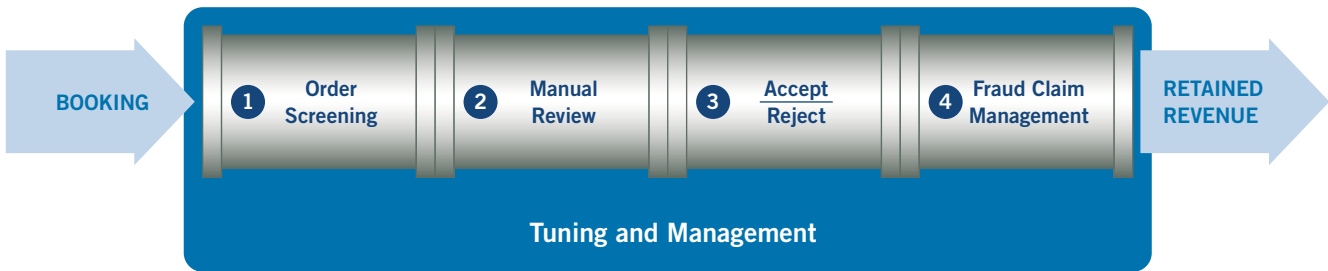 BOOKING
1
Order
Screening
2
Manual
Review
3
Accept
Reject
4
Fraud Claim
Management
RETAINED
REVENUE
Tuning and Management